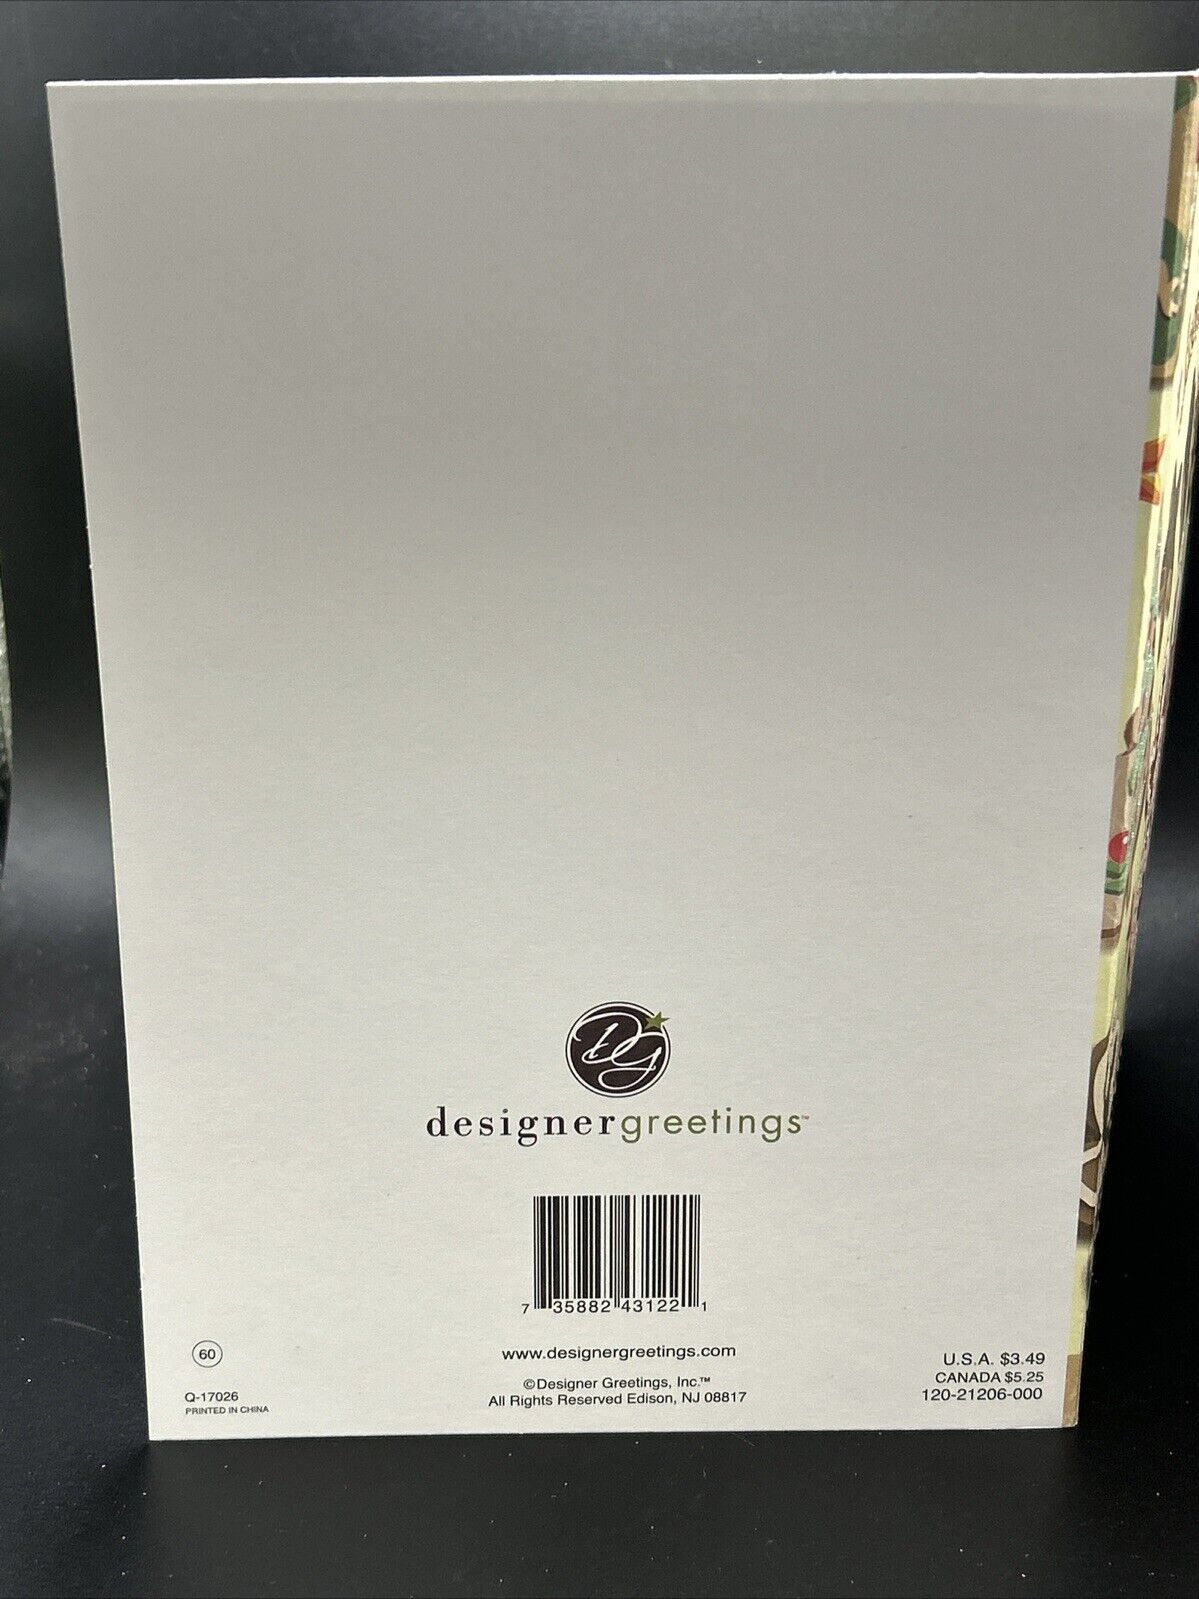 DG
designergreetings™
7 35882 43122 1
60
www.designergreetings.com
U.S.A. $3.49
CANADA $5.25
©Designer Greetings, Inc.™
Q-17026
All Rights Reserved Edison, NJ 08817
120-21206-000
PRINTED IN CHINA